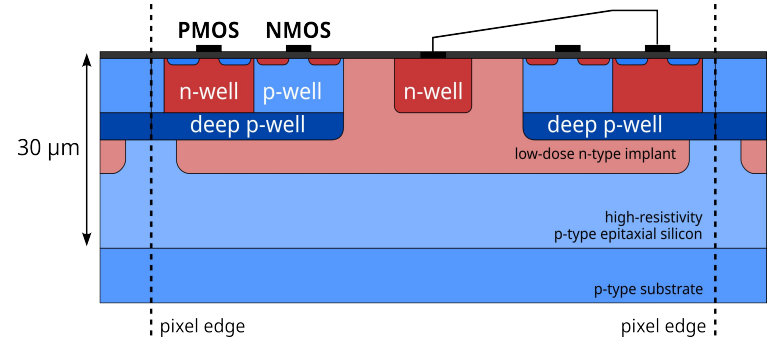 PMOS NMOS
n-well p-well n-well
deep p-well deep p-well
30 μm
low-dose n-type implant
high-resistivity
p-type epitaxial silicon
p-type substrate
pixel edge pixel edge